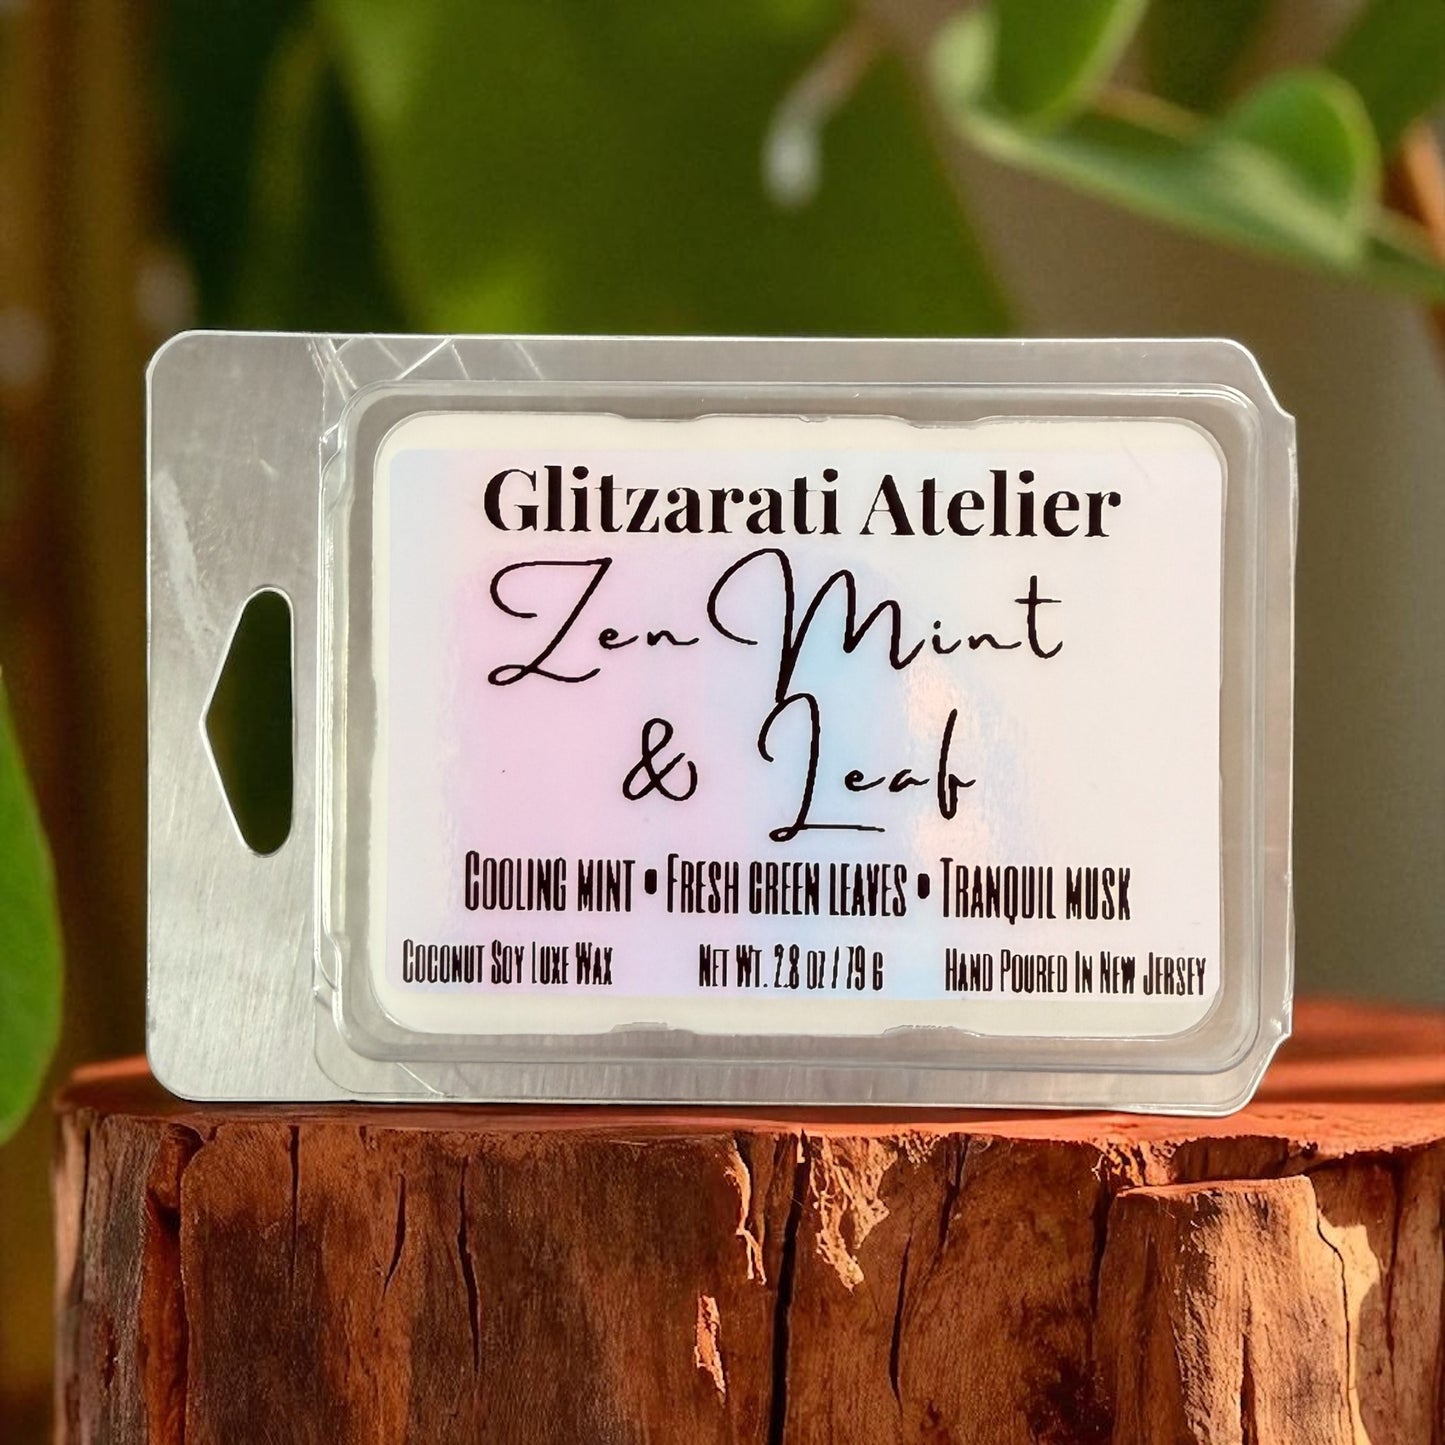 Glitzarati Atelier
Zen Mint
& Leaf
Cooling mint • Fresh green leaves • Tranquil musk
Coconut Soy Luxe Wax Net Wt. 2.8 oz / 79 g Hand Poured In New Jersey